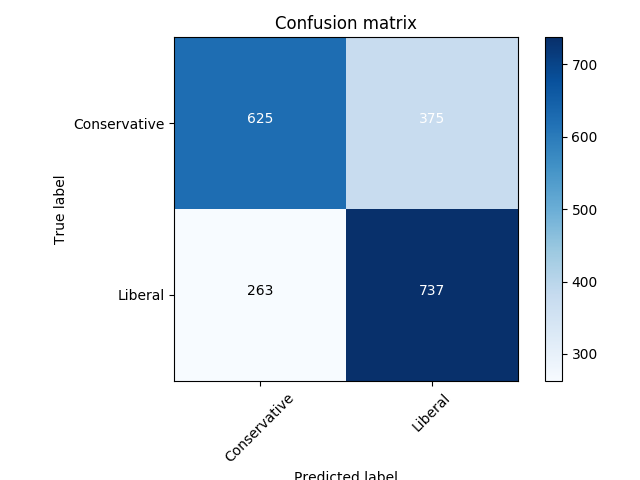 Confusion matrix
Conservative
625
375
700
600
500
400
300
True label
Liberal
263
737
Conservative
Liberal
Predicted label